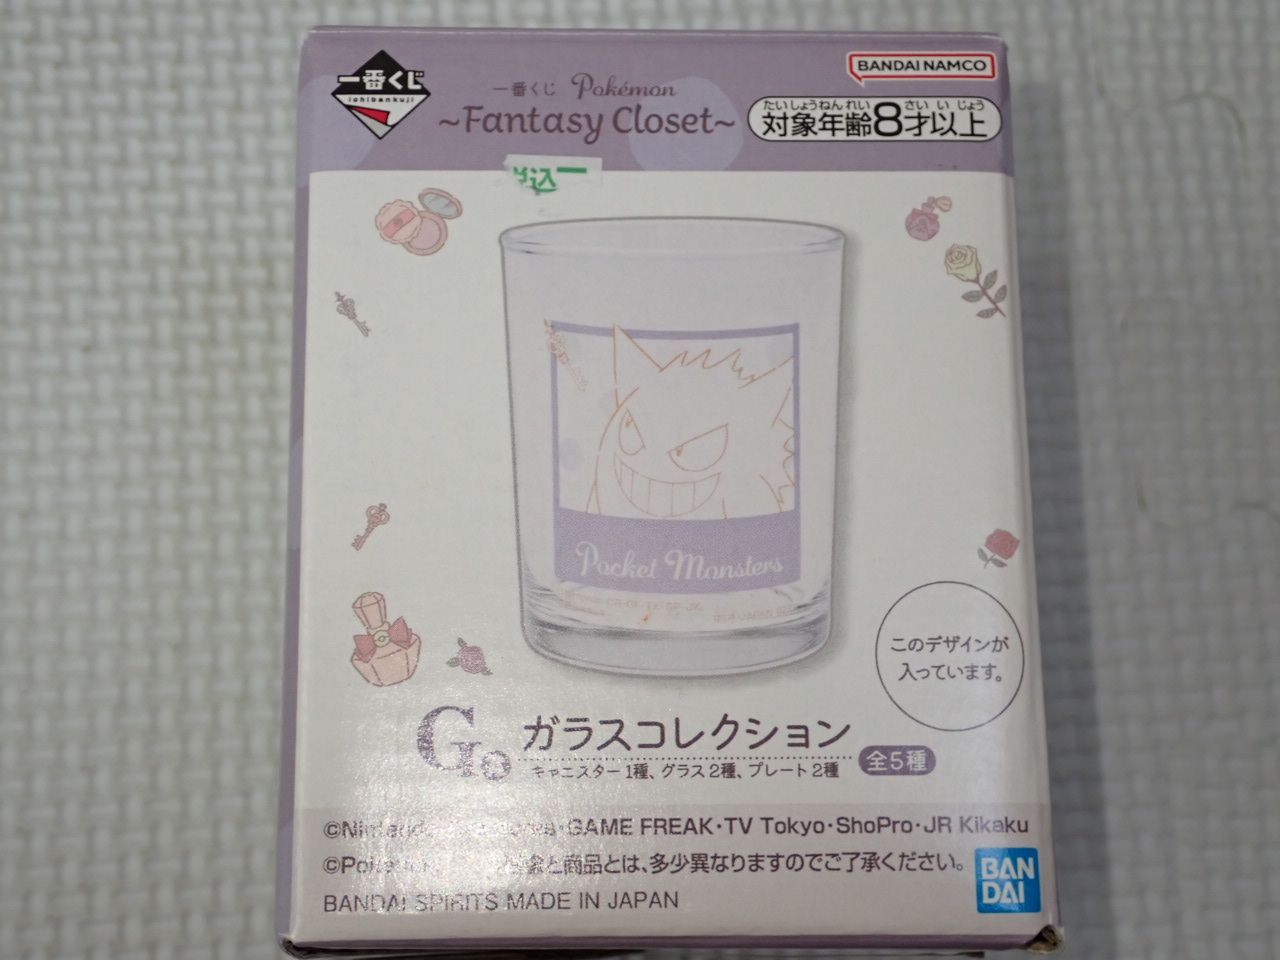 一番くじ
ichibankuji
一番くじ Pokémon
~Fantasy Closet~
BANDAI NAMCO
たいしょうねんれい さい いじょう
対象年齢8才以上
税込
Pocket Monsters
このデザインが
入っています。
G ガラスコレクション
キャニスター1種、グラス2種、プレート2種
全5種
©Nintendo GAME FREAK・TV Tokyo・ShoPro・JR Kikaku
©Pokémon と商品とは、多少異なりますのでご了承ください。
BANDAI SPIRITS MADE IN JAPAN
BAN
DAI